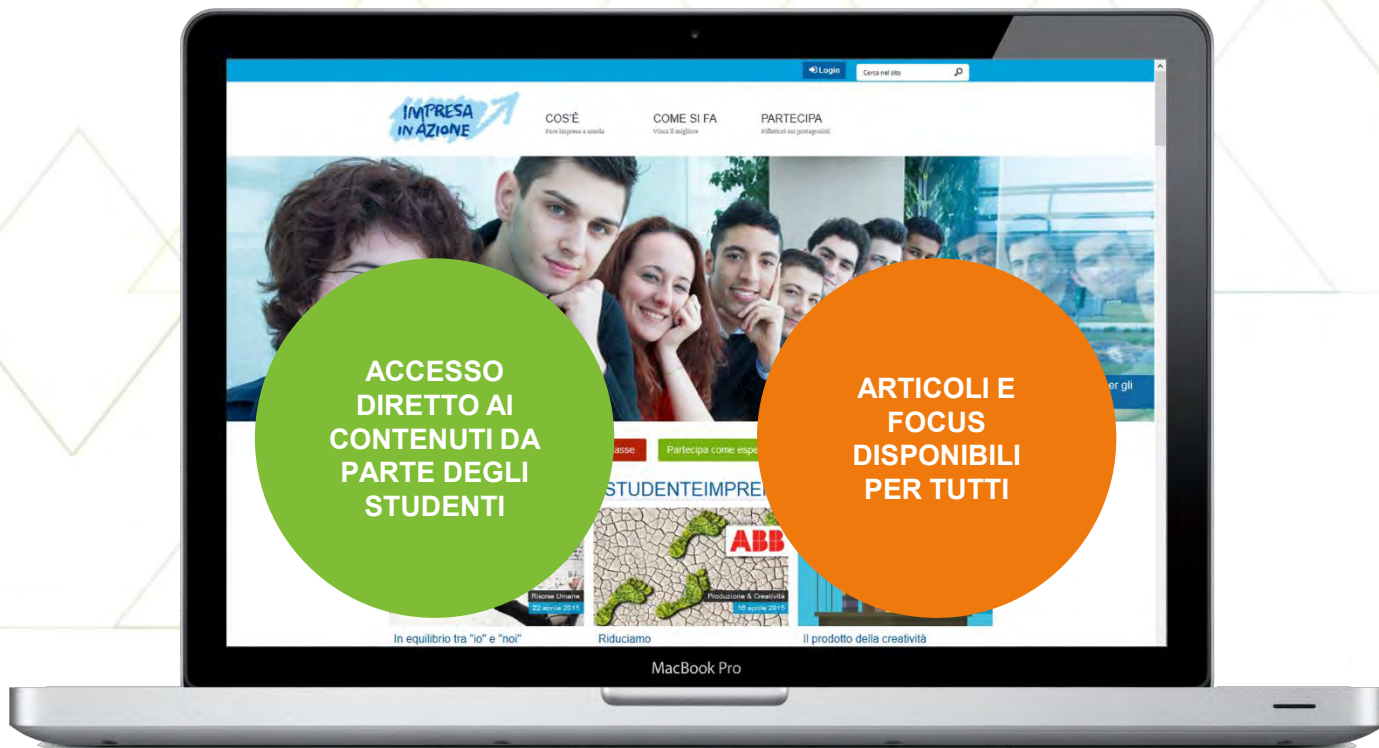 Login
Cerca nel sito
IMPRESA
IN AZIONE
COS'È
COME SI FA
PARTECIPA
Fare impresa a scuola
Vinca il migliore
Riflettori sui protagonisti
ACCESSO
DIRETTO AI
CONTENUTI DA
PARTE DEGLI
STUDENTI
ARTICOLI E
FOCUS
DISPONIBILI
PER TUTTI
er gli
asse
Partecipa come espe
STUDENTEIMPRE
ABB
Risorse Umane
22 aprile 2015
Produzione & Creatività
16 aprile 2015
In equilibrio tra "io" e "noi"
Riduciamo
Il prodotto della creatività
MacBook Pro